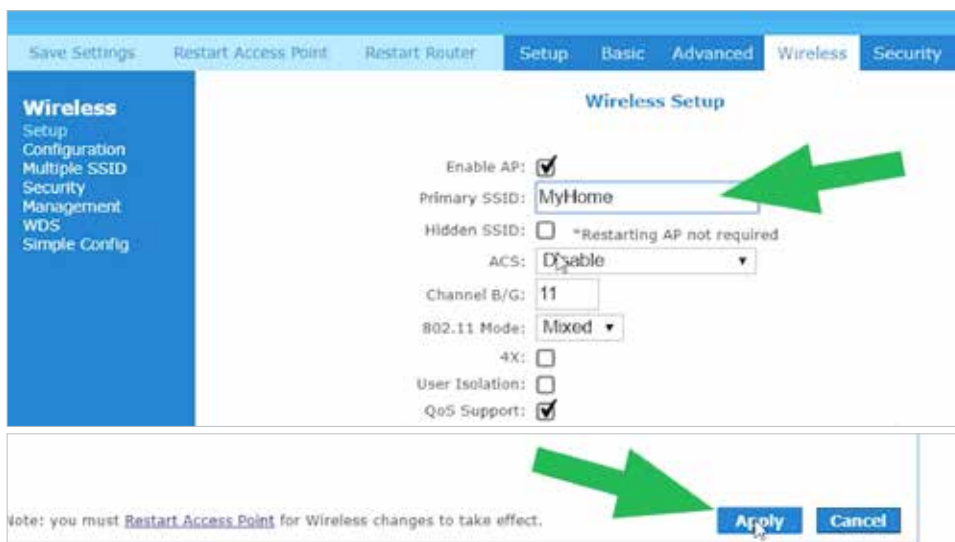 Save Settings Restart Access Point Restart Router Setup Basic Advanced Wireless Security
Wireless
Setup
Configuration
Multiple SSID
Security
Management
WDS
Simple Config
Wireless Setup
Enable AP:
Primary SSID: MyHome
Hidden SSID: *Restarting AP not required
ACS: Disable
Channel B/G: 11
802.11 Mode: Mixed
4X:
User Isolation:
QoS Support:
Note: you must Restart Access Point for Wireless changes to take effect.
Apply Cancel